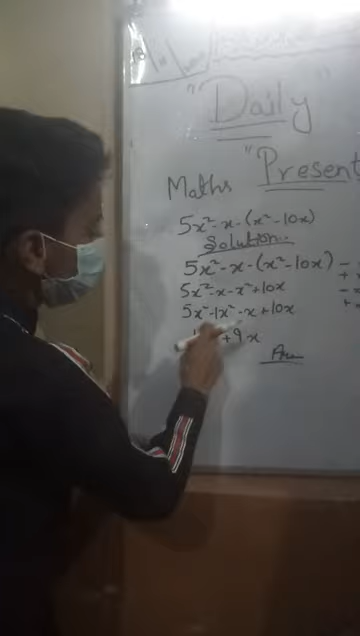 "Daily"
"Present
Maths
5x²-x-(x²-10x)
Solution..
5x²-x-(x²-10x)
5x²-x-x²+10x
5x²-1x²-x+10x
+9x
Ans